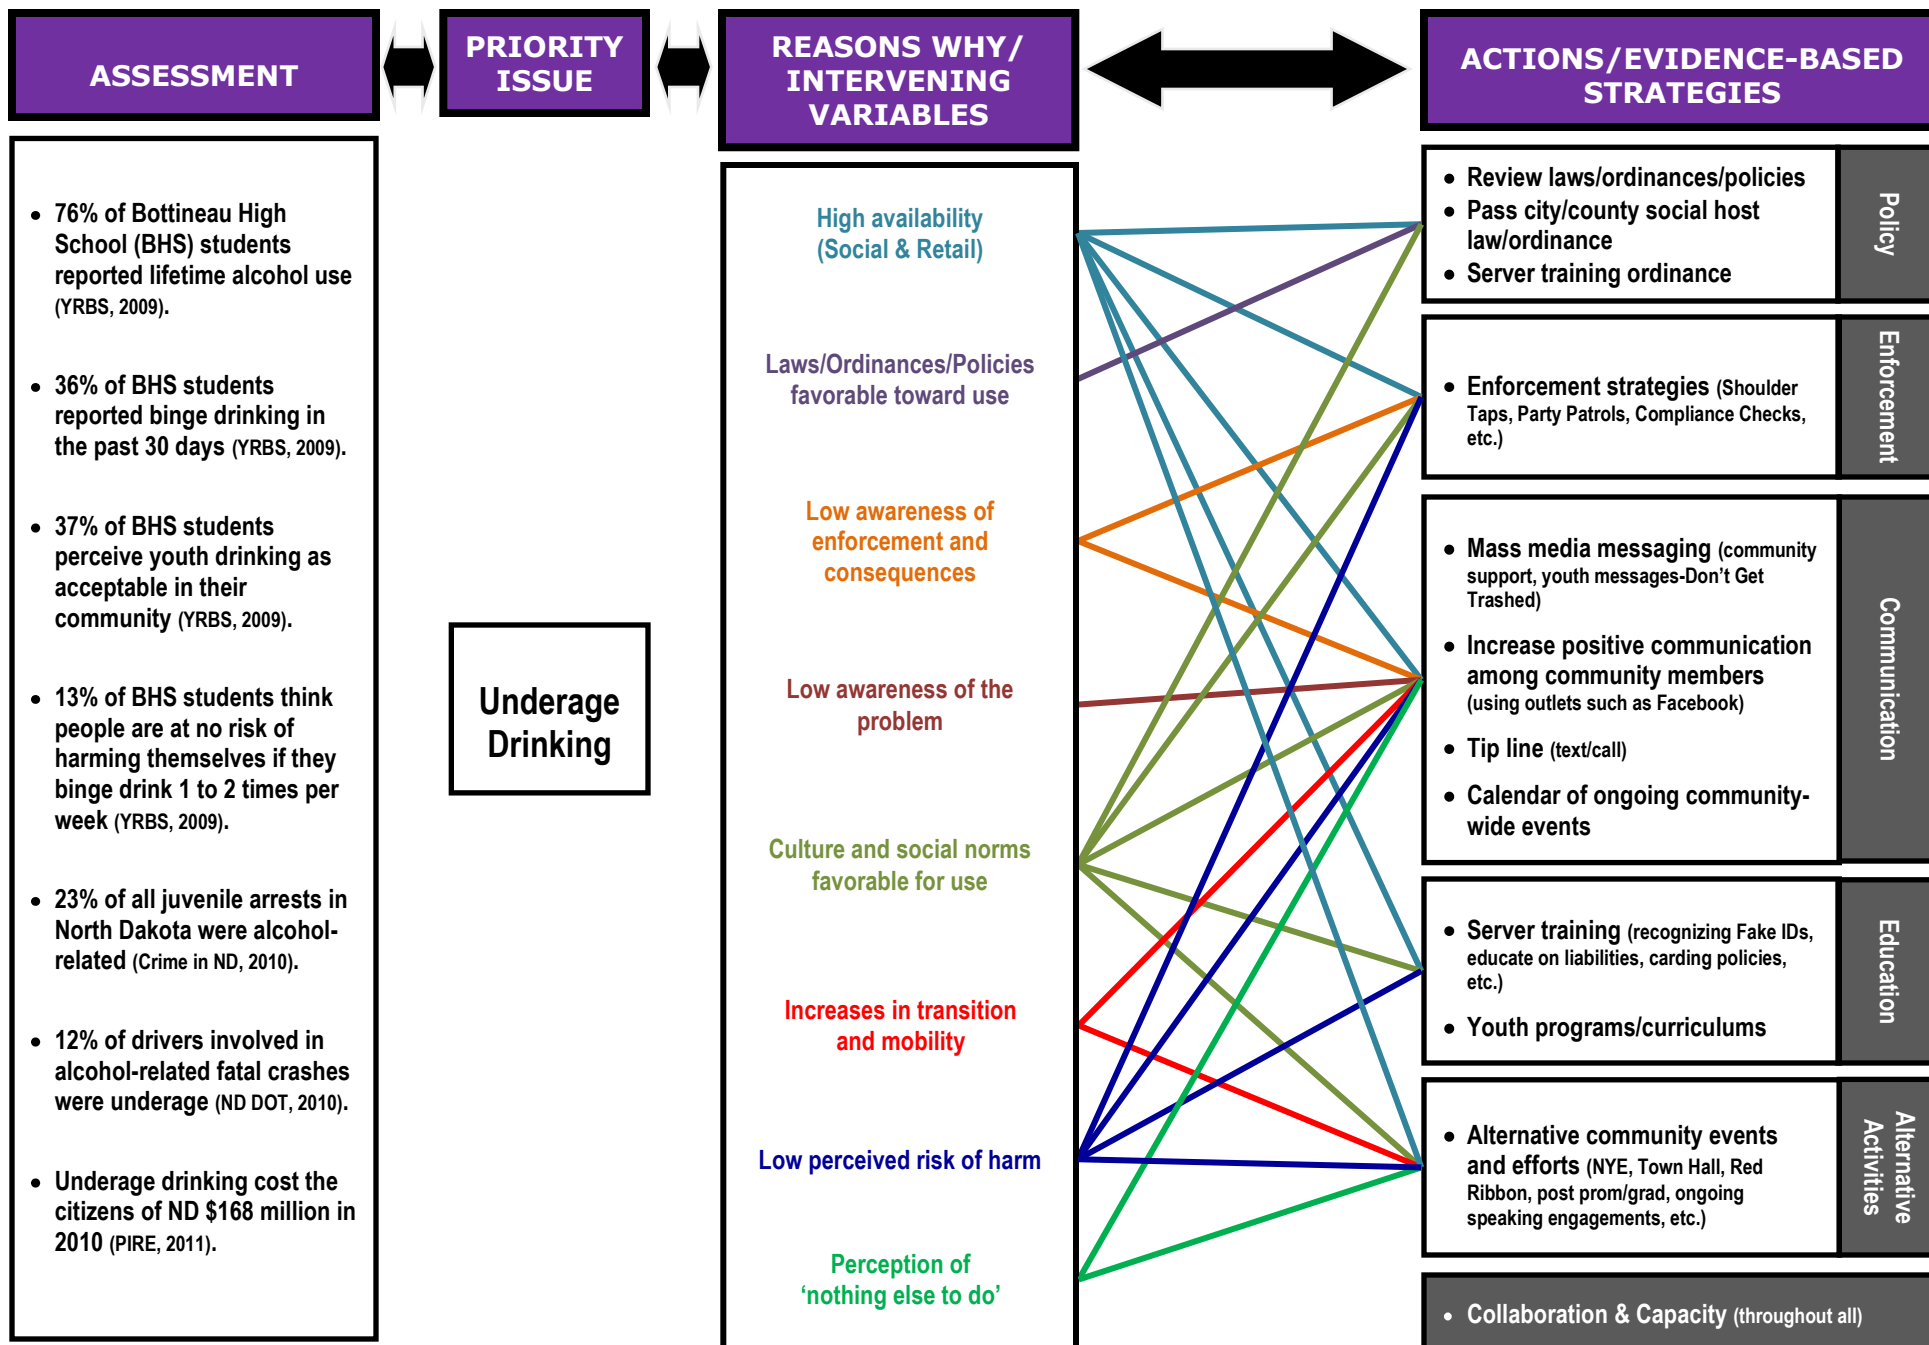 ASSESSMENT
PRIORITY
ISSUE
REASONS WHY/
INTERVENING
VARIABLES
ACTIONS/EVIDENCE-BASED
STRATEGIES
• 76% of Bottineau High
School (BHS) students
reported lifetime alcohol use
(YRBS, 2009).
• 36% of BHS students
reported binge drinking in
the past 30 days (YRBS, 2009).
• 37% of BHS students
perceive youth drinking as
acceptable in their
community (YRBS, 2009).
• 13% of BHS students think
people are at no risk of
harming themselves if they
binge drink 1 to 2 times per
week (YRBS, 2009).
• 23% of all juvenile arrests in
North Dakota were alcohol-
related (Crime in ND, 2010).
• 12% of drivers involved in
alcohol-related fatal crashes
were underage (ND DOT, 2010).
• Underage drinking cost the
citizens of ND $168 million in
2010 (PIRE, 2011).
Underage
Drinking
High availability
(Social & Retail)
Laws/Ordinances/Policies
favorable toward use
Low awareness of
enforcement and
consequences
Low awareness of the
problem
Culture and social norms
favorable for use
Increases in transition
and mobility
Low perceived risk of harm
Perception of
‘nothing else to do’
• Review laws/ordinances/policies
• Pass city/county social host
law/ordinance
• Server training ordinance
Policy
• Enforcement strategies (Shoulder
Taps, Party Patrols, Compliance Checks,
etc.)
Enforcement
• Mass media messaging (community
support, youth messages-Don’t Get
Trashed)
• Increase positive communication
among community members
(using outlets such as Facebook)
• Tip line (text/call)
• Calendar of ongoing community-
wide events
Communication
• Server training (recognizing Fake IDs,
educate on liabilities, carding policies,
etc.)
• Youth programs/curriculums
Education
• Alternative community events
and efforts (NYE, Town Hall, Red
Ribbon, post prom/grad, ongoing
speaking engagements, etc.)
Alternative
Activities
• Collaboration & Capacity (throughout all)